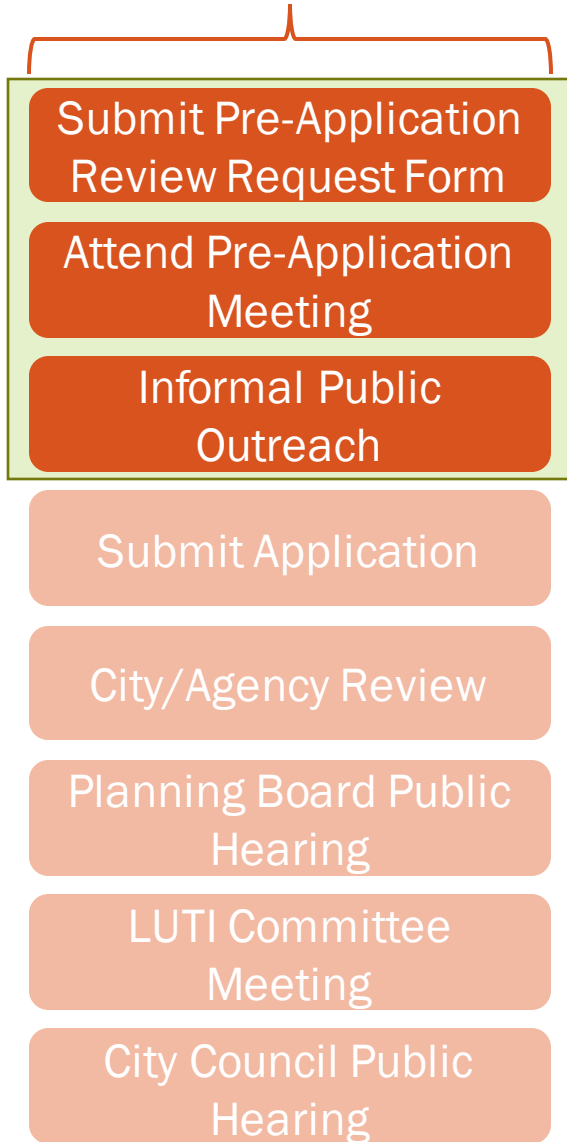 Submit Pre-Application
Review Request Form
Attend Pre-Application
Meeting
Informal Public
Outreach
Submit Application
City/Agency Review
Planning Board Public
Hearing
LUTI Committee
Meeting
City Council Public
Hearing